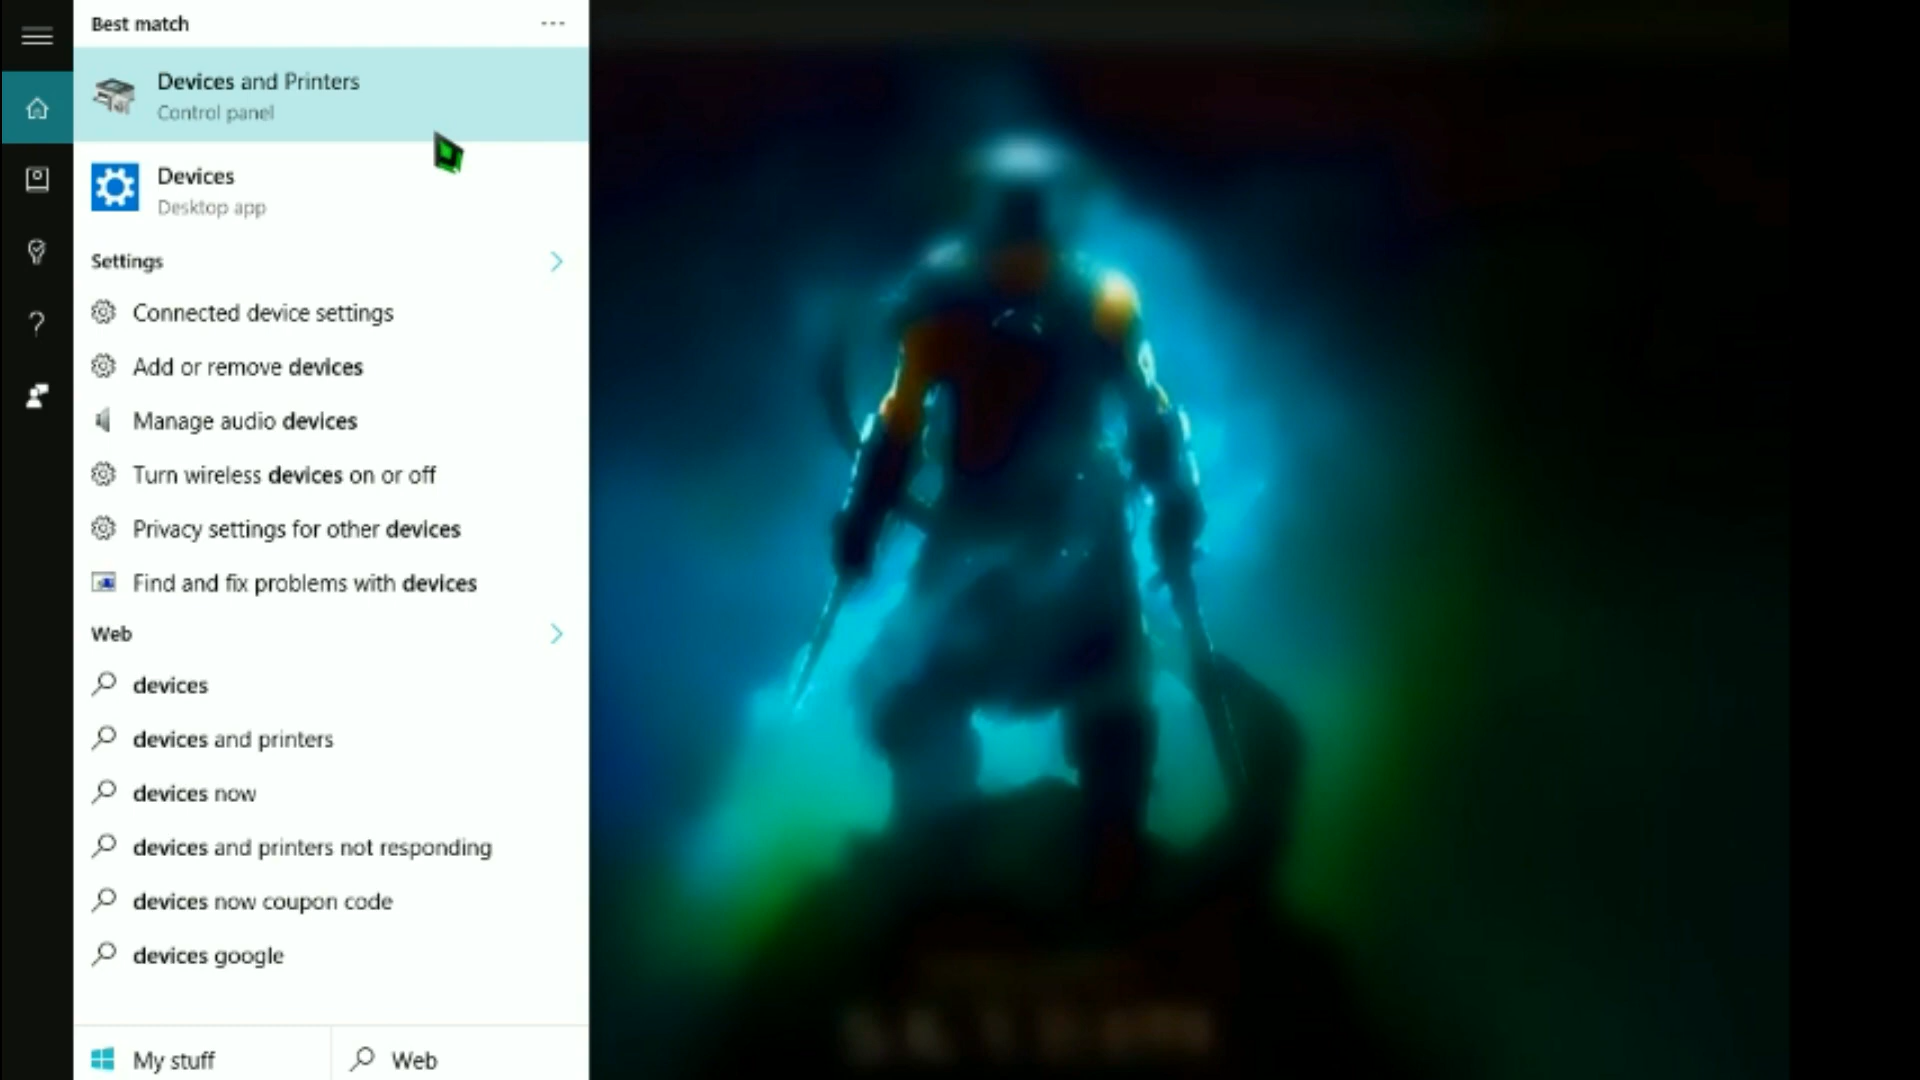 Best match
Devices and Printers
Control panel
Devices
Desktop app
Settings
Connected device settings
Add or remove devices
Manage audio devices
Turn wireless devices on or off
Privacy settings for other devices
Find and fix problems with devices
Web
devices
devices and printers
devices now
devices and printers not responding
devices now coupon code
devices google
My stuff
Web